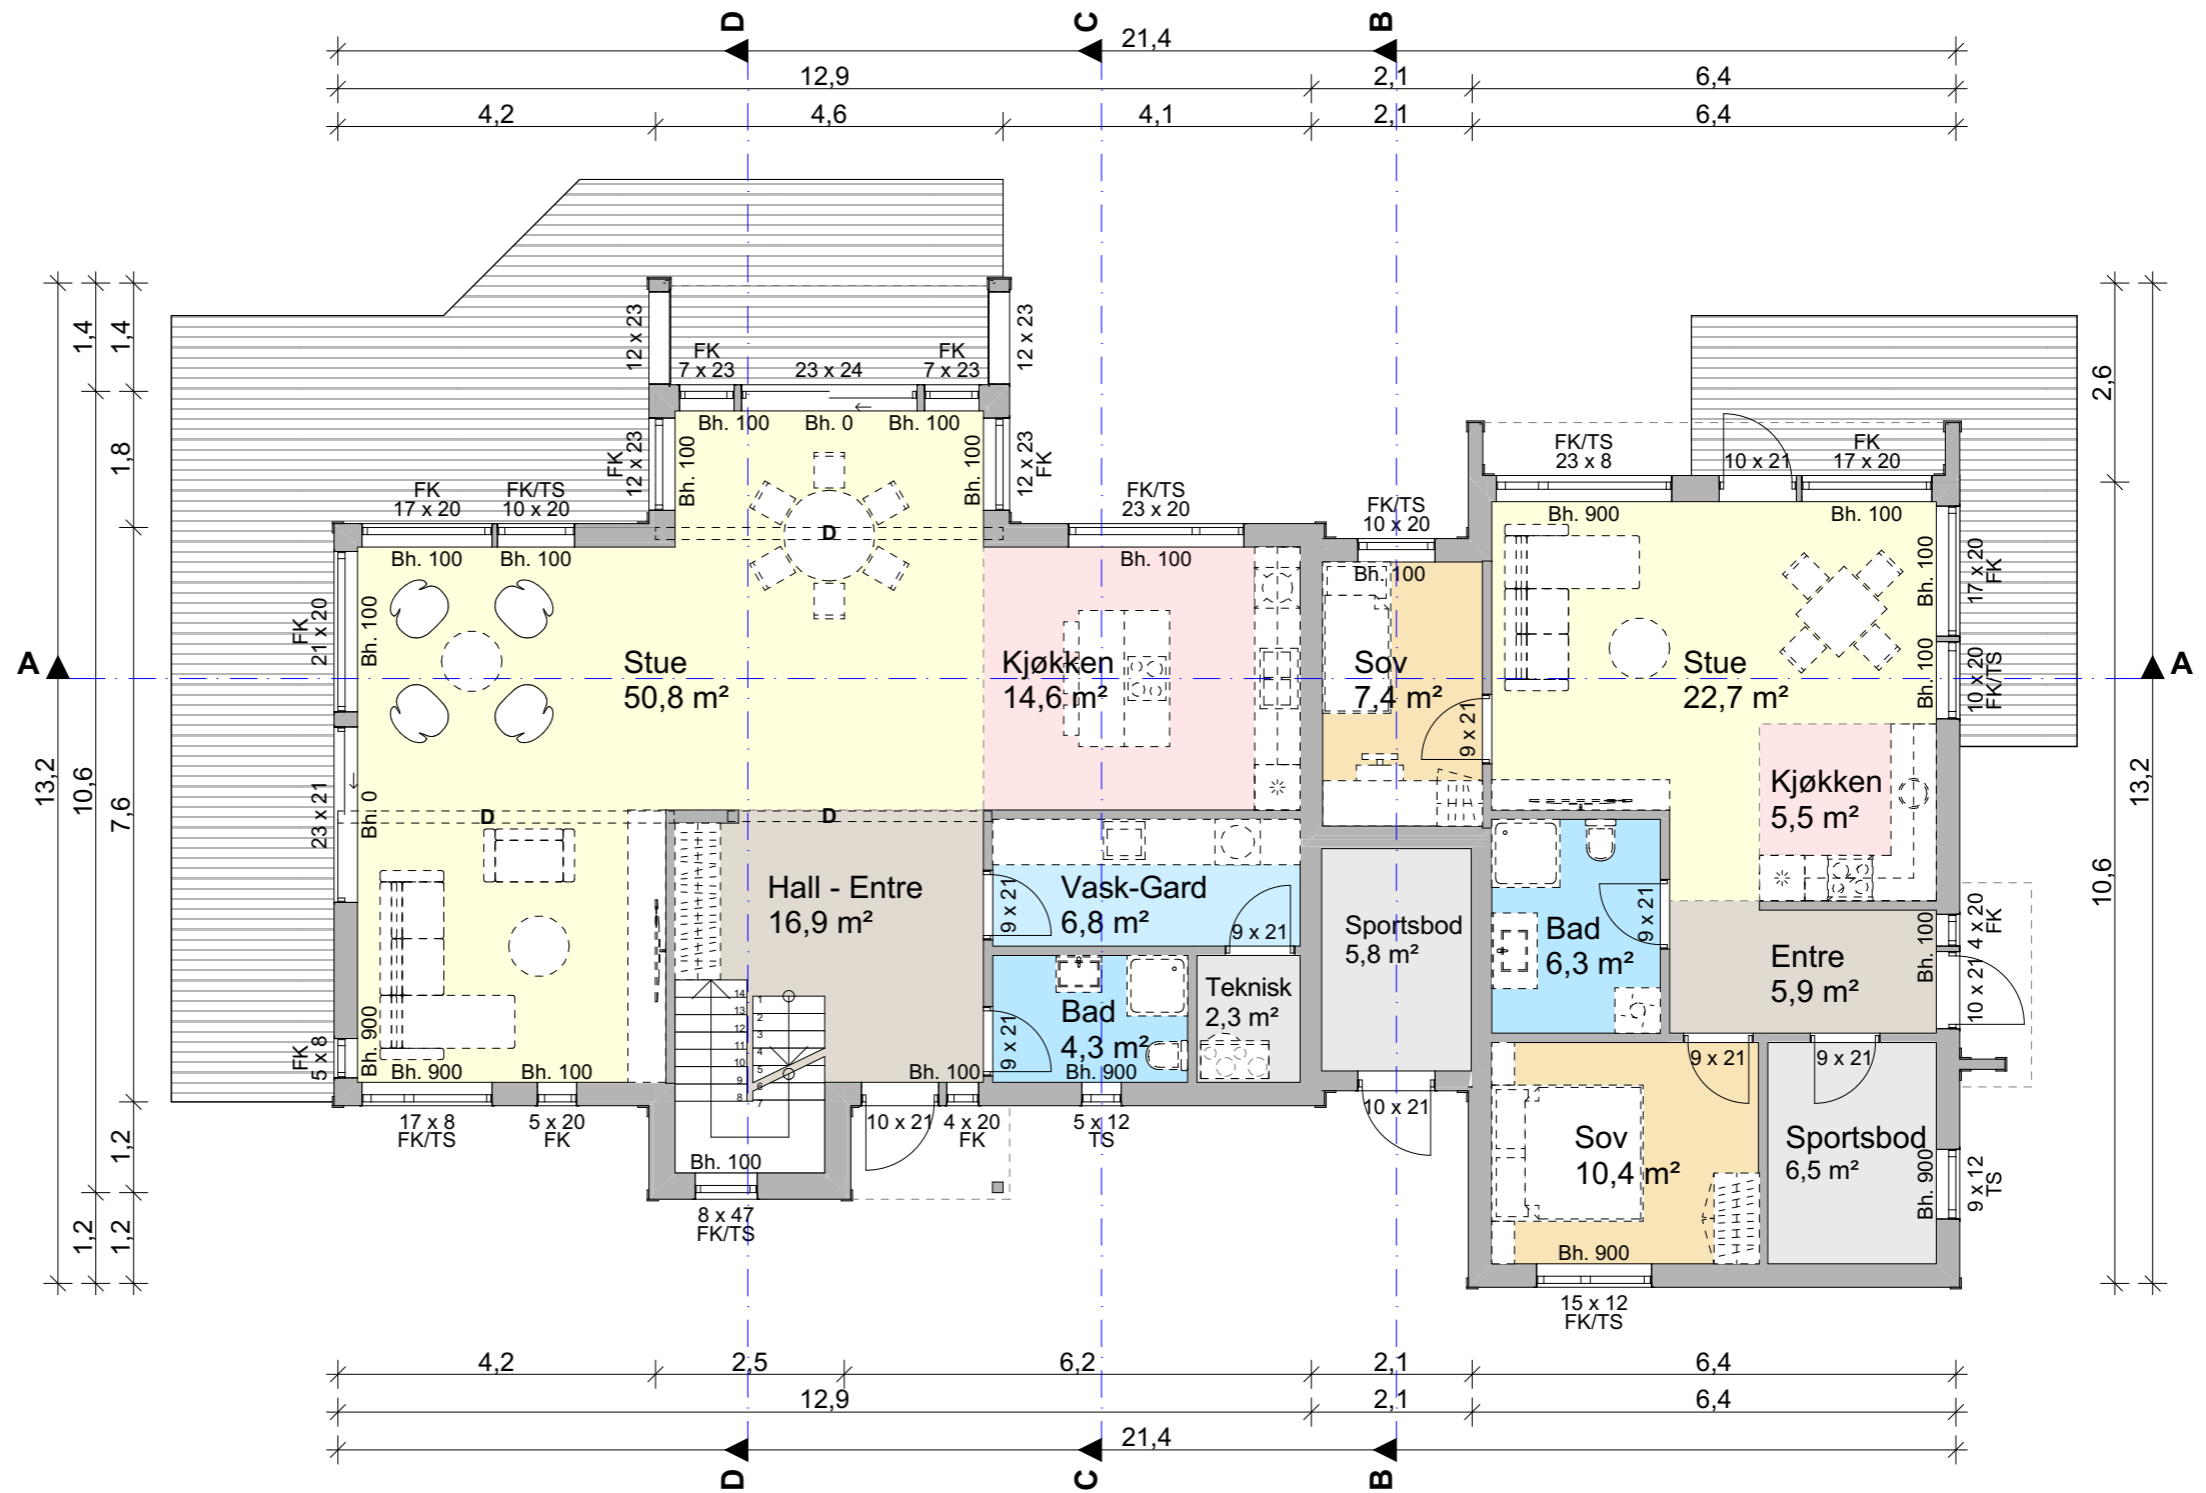 D
C
B
21,4
12,9
2,1
6,4
4,2
4,6
4,1
2,1
6,4
13,2
1,4
10,6
1,2
1,4
1,8
7,6
1,2
1,2
2,6
10,6
13,2
A
A
12 x 23
12 x 23
FK
7 x 23
23 x 24
FK
7 x 23
Bh. 100
Bh. 0
Bh. 100
FK
12 x 23
Bh. 100
Bh. 100
12 x 23
FK
FK
17 x 20
FK/TS
10 x 20
Bh. 100
Bh. 100
D
FK/TS
23 x 20
Bh. 100
FK/TS
10 x 20
Bh. 100
FK/TS
23 x 8
10 x 21
FK
17 x 20
Bh. 900
Bh. 100
FK
21 x 20
Bh. 100
Bh. 100
17 x 20
FK
Bh. 100
10 x 20
FK/TS
Stue
50,8 m²
Kjøkken
14,6 m²
Sov
7,4 m²
9 x 21
Stue
22,7 m²
Kjøkken
5,5 m²
23 x 21
Bh. 0
D
D
Hall - Entre
16,9 m²
9 x 21
Vask-Gard
6,8 m²
9 x 21
Sportsbod
5,8 m²
Bad
6,3 m²
9 x 21
Entre
5,9 m²
Bh. 100
4 x 20
FK
10 x 21
FK
5 x 8
Bh. 900
Bh. 900
Bh. 100
14
13
12
11
10
9
8
1
2
3
4
5
6
7
Bh. 100
9 x 21
Bad
4,3 m²
Bh. 900
Teknisk
2,3 m²
9 x 21
9 x 21
17 x 8
FK/TS
5 x 20
FK
Bh. 100
8 x 47
FK/TS
10 x 21
4 x 20
FK
5 x 12
TS
10 x 21
Sov
10,4 m²
Bh. 900
15 x 12
FK/TS
Sportsbod
6,5 m²
Bh. 900
9 x 12
TS
4,2
2,5
6,2
2,1
6,4
12,9
2,1
6,4
21,4
D
C
B